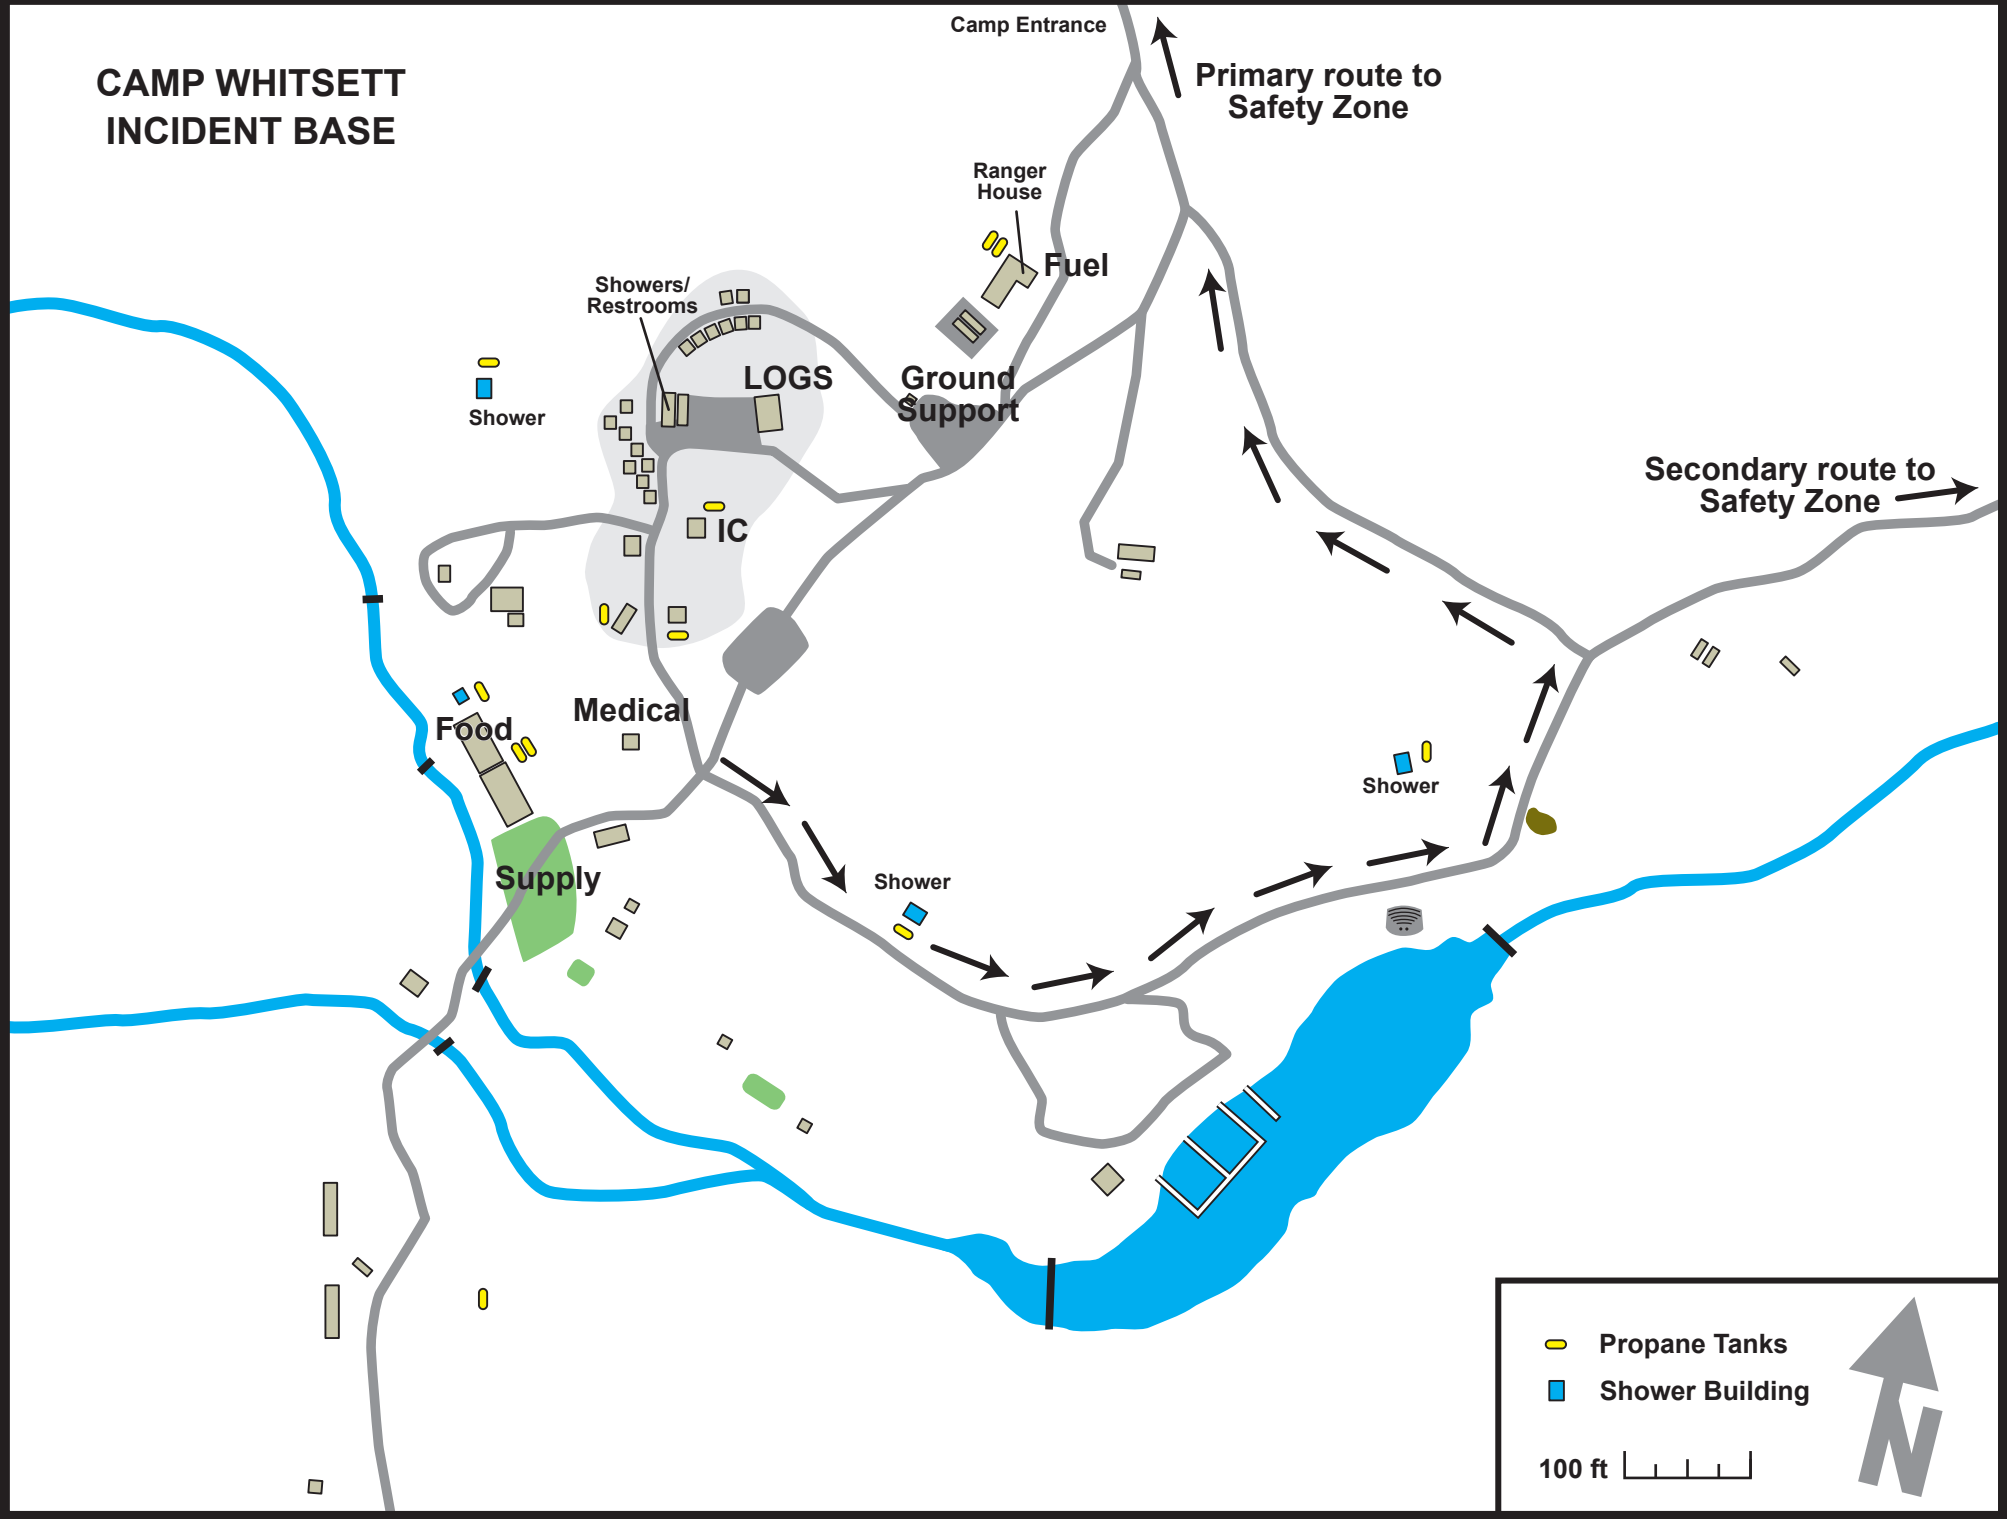 CAMP WHITSETT
INCIDENT BASE
Camp Entrance
Primary route to
Safety Zone
Ranger
House
Fuel
Showers/
Restrooms
LOGS
Ground
Support
Shower
Secondary route to
Safety Zone
IC
Medical
Food
Shower
Supply
Shower
Propane Tanks
Shower Building
100 ft
N